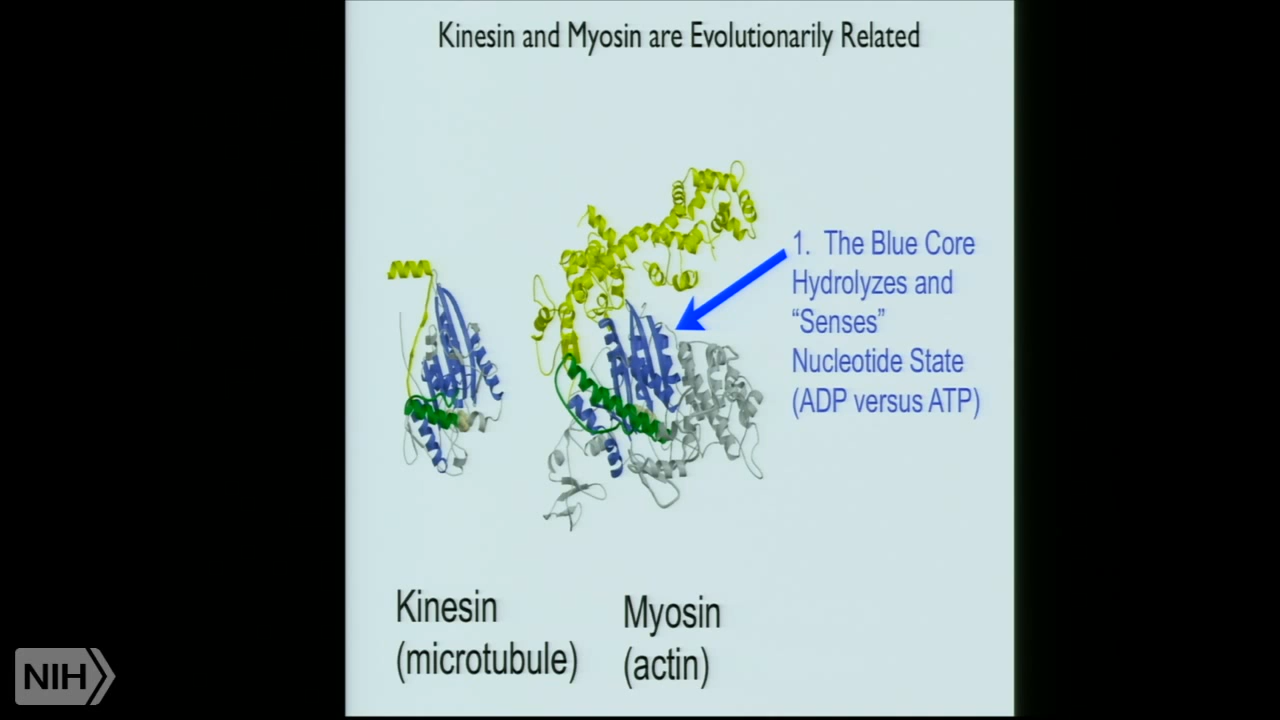 Kinesin and Myosin are Evolutionarily Related
1. The Blue Core
Hydrolyzes and
“Senses”
Nucleotide State
(ADP versus ATP)
Kinesin
(microtubule)
Myosin
(actin)
NIH